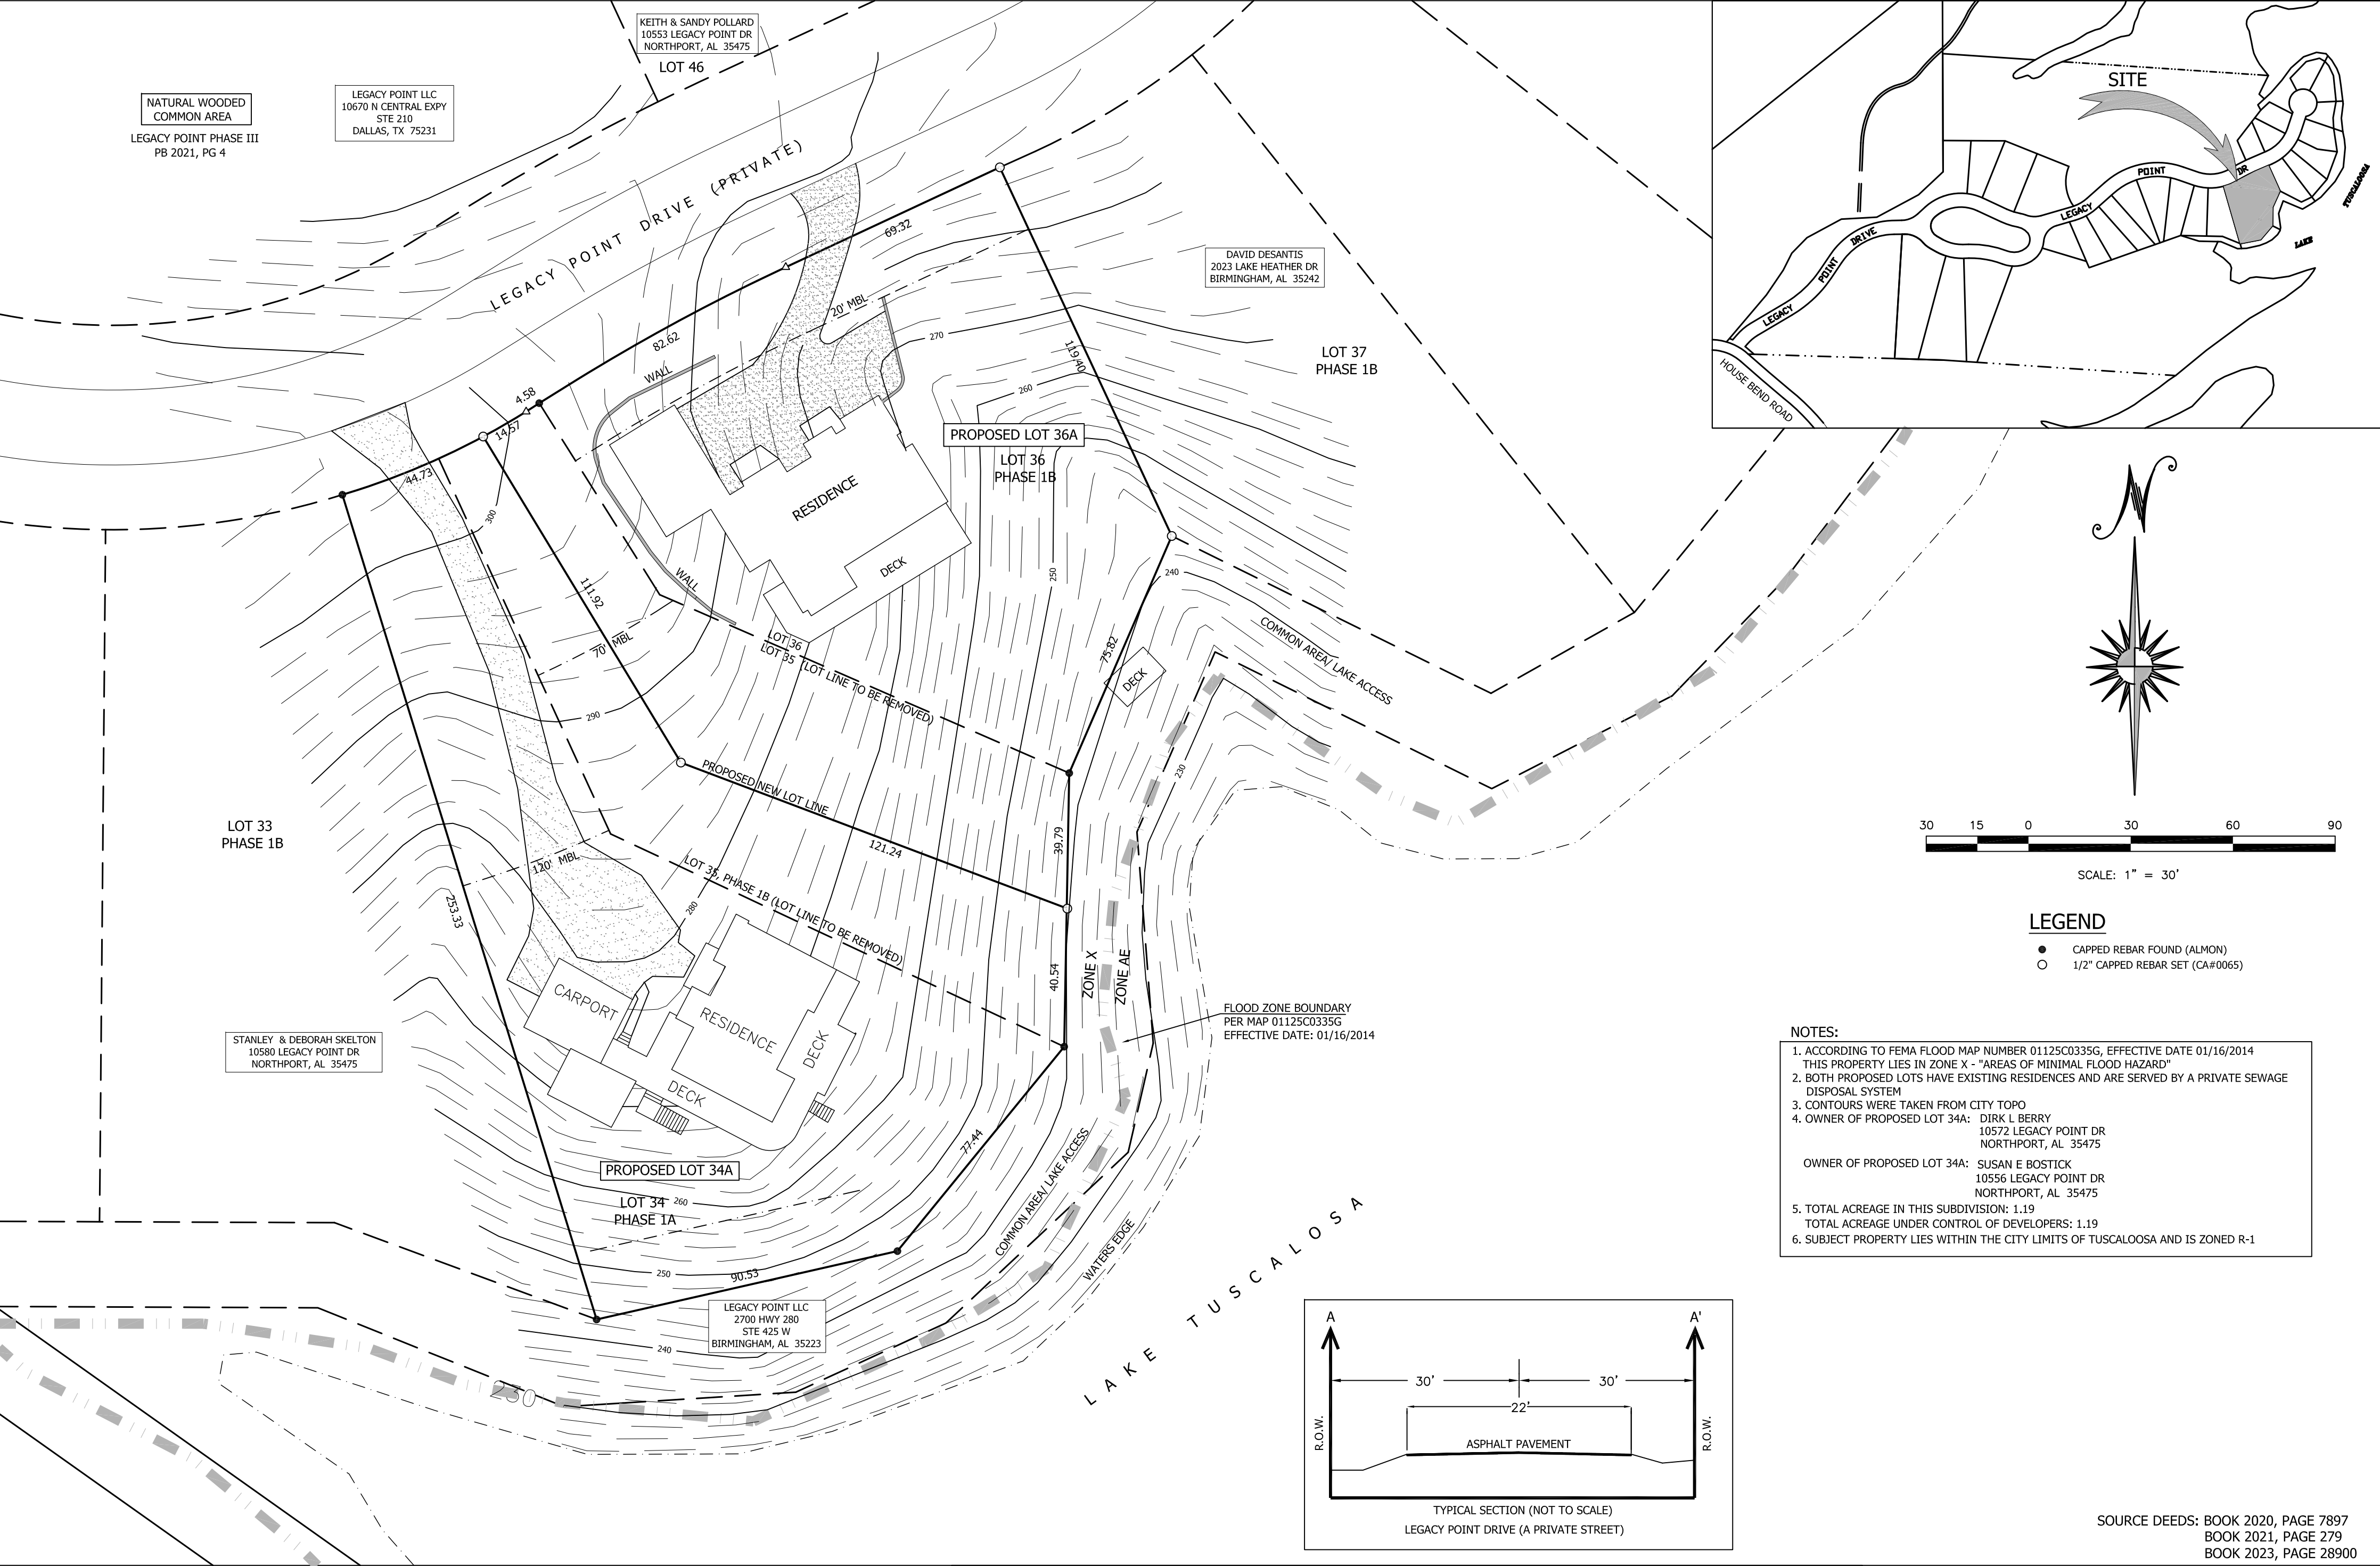 KEITH & SANDY POLLARD
10553 LEGACY POINT DR
NORTHPORT, AL 35475
LOT 46
NATURAL WOODED
COMMON AREA
LEGACY POINT PHASE III
PB 2021, PG 4
LEGACY POINT LLC
10670 N CENTRAL EXPY
STE 210
DALLAS, TX 75231
LEGACY POINT DRIVE (PRIVATE)
SITE
LEGACY POINT DRIVE
LEGACY POINT DR
LAKE TUSCALOOSA
HOUSE BEND ROAD
69.32
82.62
4.58
14.57
44.73
20' MBL
WALL
270
119.40
260
DAVID DESANTIS
2023 LAKE HEATHER DR
BIRMINGHAM, AL 35242
LOT 37
PHASE 1B
PROPOSED LOT 36A
LOT 36
PHASE 1B
RESIDENCE
DECK
300
250
240
111.92
WALL
70' MBL
LOT 36
LOT 35 (LOT LINE TO BE REMOVED)
75.82
DECK
COMMON AREA/ LAKE ACCESS
290
230
PROPOSED NEW LOT LINE
121.24
39.79
LOT 33
PHASE 1B
120' MBL
LOT 35, PHASE 1B (LOT LINE TO BE REMOVED)
280
253.33
40.54
ZONE X
ZONE AE
CARPORT
RESIDENCE
DECK
DECK
FLOOD ZONE BOUNDARY
PER MAP 01125C0335G
EFFECTIVE DATE: 01/16/2014
STANLEY & DEBORAH SKELTON
10580 LEGACY POINT DR
NORTHPORT, AL 35475
77.44
PROPOSED LOT 34A
LOT 34
PHASE 1A
260
COMMON AREA/ LAKE ACCESS
WATERS EDGE
LAKE TUSCALOSA
250
90.53
LEGACY POINT LLC
2700 HWY 280
STE 425 W
BIRMINGHAM, AL 35223
240
230
N
30 15 0 30 60 90
SCALE: 1" = 30'
LEGEND
CAPPED REBAR FOUND (ALMON)
1/2" CAPPED REBAR SET (CA#0065)
NOTES:
1. ACCORDING TO FEMA FLOOD MAP NUMBER 01125C0335G, EFFECTIVE DATE 01/16/2014
THIS PROPERTY LIES IN ZONE X - "AREAS OF MINIMAL FLOOD HAZARD"
2. BOTH PROPOSED LOTS HAVE EXISTING RESIDENCES AND ARE SERVED BY A PRIVATE SEWAGE
DISPOSAL SYSTEM
3. CONTOURS WERE TAKEN FROM CITY TOPO
4. OWNER OF PROPOSED LOT 34A: DIRK L BERRY
10572 LEGACY POINT DR
NORTHPORT, AL 35475
OWNER OF PROPOSED LOT 34A: SUSAN E BOSTICK
10556 LEGACY POINT DR
NORTHPORT, AL 35475
5. TOTAL ACREAGE IN THIS SUBDIVISION: 1.19
TOTAL ACREAGE UNDER CONTROL OF DEVELOPERS: 1.19
6. SUBJECT PROPERTY LIES WITHIN THE CITY LIMITS OF TUSCALOOSA AND IS ZONED R-1
A
A'
30'
30'
22'
ASPHALT PAVEMENT
R.O.W.
R.O.W.
TYPICAL SECTION (NOT TO SCALE)
LEGACY POINT DRIVE (A PRIVATE STREET)
SOURCE DEEDS: BOOK 2020, PAGE 7897
BOOK 2021, PAGE 279
BOOK 2023, PAGE 28900